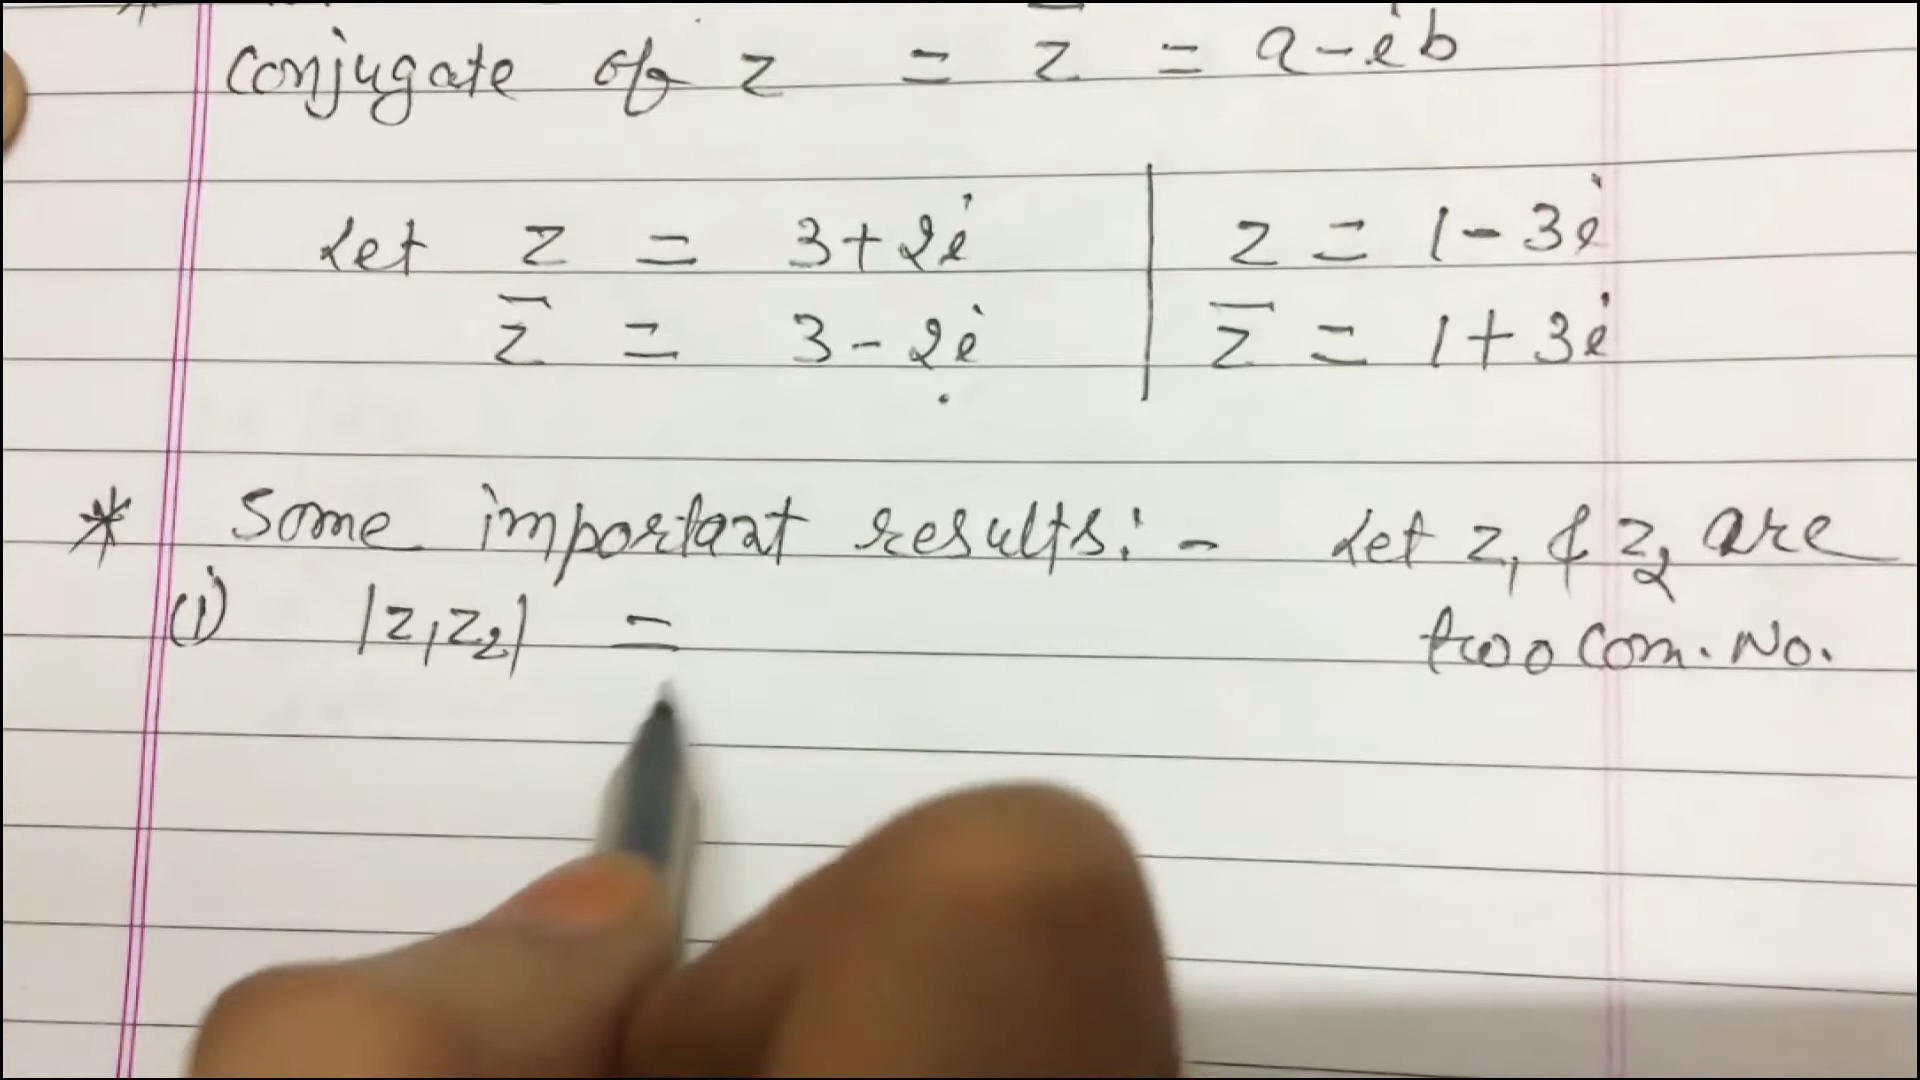 conjugate of z = z̅ = a-ib
Let z = 3+2i | z = 1-3i
z̅ = 3-2i | z̅ = 1+3i
* Some important results:- Let z₁ & z₂ are
(i) |z₁z₂| = two Com. No.